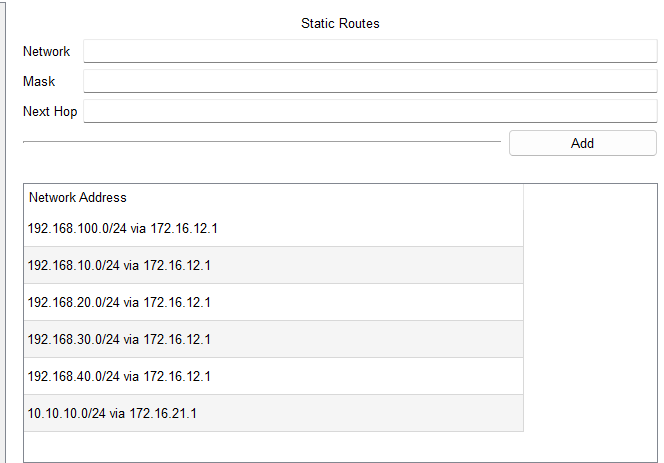 Static Routes
Network
Mask
Next Hop
Add
Network Address
192.168.100.0/24 via 172.16.12.1
192.168.10.0/24 via 172.16.12.1
192.168.20.0/24 via 172.16.12.1
192.168.30.0/24 via 172.16.12.1
192.168.40.0/24 via 172.16.12.1
10.10.10.0/24 via 172.16.21.1